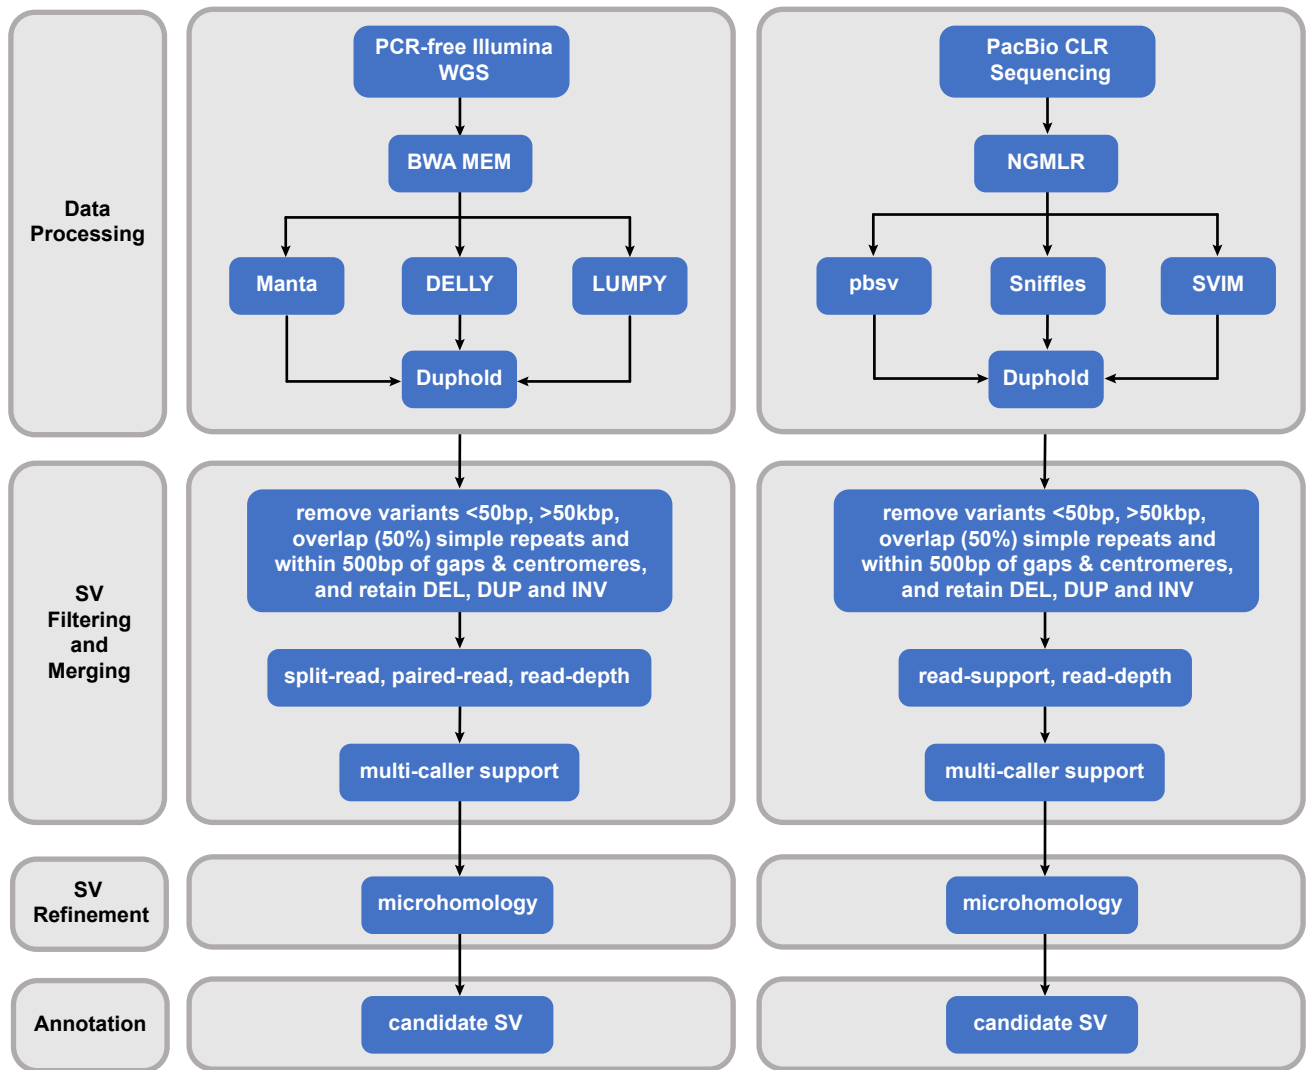 Data
Processing
PCR-free Illumina
WGS
BWA MEM
Manta
DELLY
LUMPY
Duphold
PacBio CLR
Sequencing
NGMLR
pbsv
Sniffles
SVIM
Duphold
SV
Filtering
and
Merging
remove variants <50bp, >50kbp,
overlap (50%) simple repeats and
within 500bp of gaps & centromeres,
and retain DEL, DUP and INV
split-read, paired-read, read-depth
multi-caller support
remove variants <50bp, >50kbp,
overlap (50%) simple repeats and
within 500bp of gaps & centromeres,
and retain DEL, DUP and INV
read-support, read-depth
multi-caller support
SV
Refinement
microhomology
microhomology
Annotation
candidate SV
candidate SV